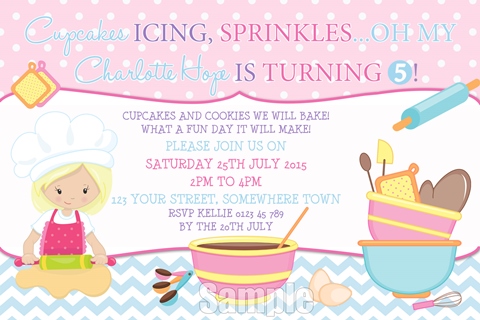 Cupcakes ICING, SPRINKLES...OH MY
Charlotte Hope IS TURNING 5!
CUPCAKES AND COOKIES WE WILL BAKE!
WHAT A FUN DAY IT WILL MAKE!
PLEASE JOIN US ON
SATURDAY 25TH JULY 2015
2PM TO 4PM
123 YOUR STREET, SOMEWHERE TOWN
RSVP KELLIE 0123 45 789
BY THE 20TH JULY
Sample